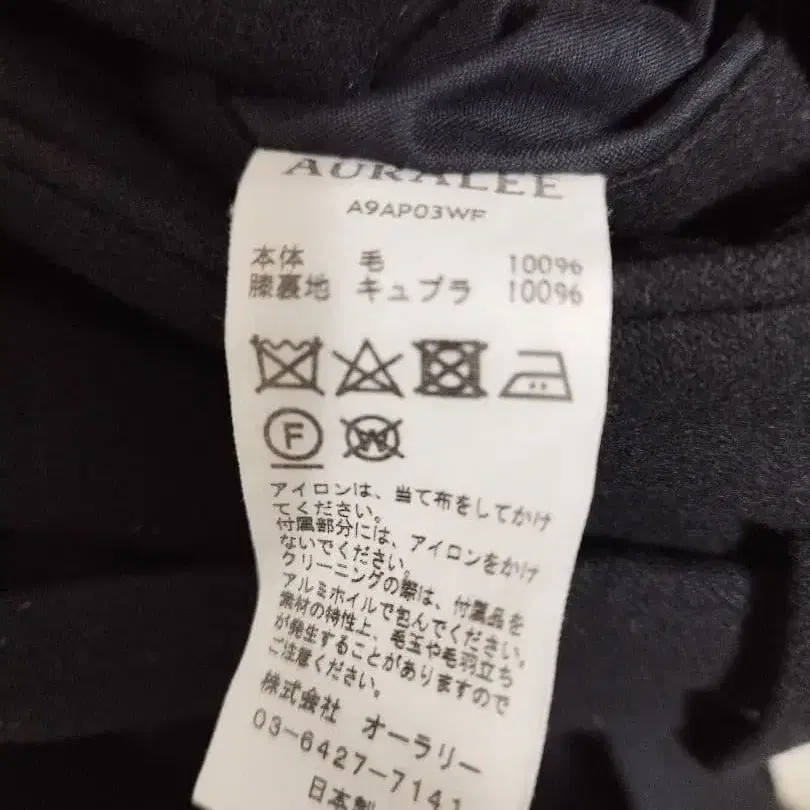 AURALEE
A9AP03WF
本体 毛 100%
膝裏地 キュプラ 100%
F
W
アイロンは、当て布をしてかけ
てください。
付属部分には、アイロンをかけ
ないでください。
クリーニングの際は、付属品を
アルミホイルで包んでください。
素材の特性上、毛玉や毛羽立ち
が発生することがありますので
ご注意ください。
株式会社 オーラリー
03-6427-7141
日本製